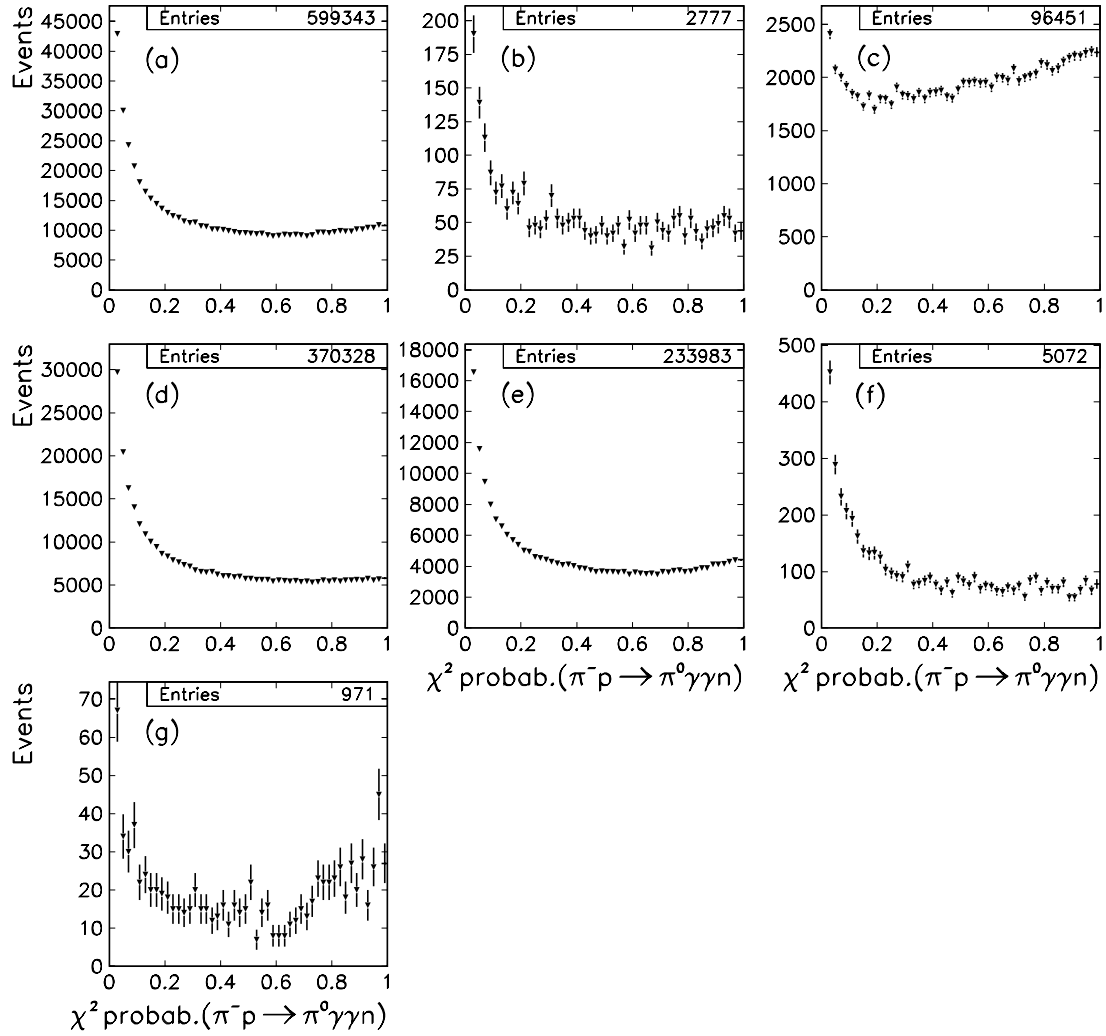 Events
Entries 599343
(a)
45000
40000
35000
30000
25000
20000
15000
10000
5000
0
0 0.2 0.4 0.6 0.8 1
Entries 2777
(b)
200
175
150
125
100
75
50
25
0
0 0.2 0.4 0.6 0.8 1
Entries 96451
(c)
2500
2000
1500
1000
500
0
0 0.2 0.4 0.6 0.8 1
Events
Entries 370328
(d)
30000
25000
20000
15000
10000
5000
0
0 0.2 0.4 0.6 0.8 1
Entries 233983
(e)
18000
16000
14000
12000
10000
8000
6000
4000
2000
0
0 0.2 0.4 0.6 0.8 1
χ² probab.(π⁻p → π⁰γγn)
Entries 5072
(f)
500
400
300
200
100
0
0 0.2 0.4 0.6 0.8 1
χ² probab.(π⁻p → π⁰γγn)
Events
Entries 971
(g)
70
60
50
40
30
20
10
0
0 0.2 0.4 0.6 0.8 1
χ² probab.(π⁻p → π⁰γγn)